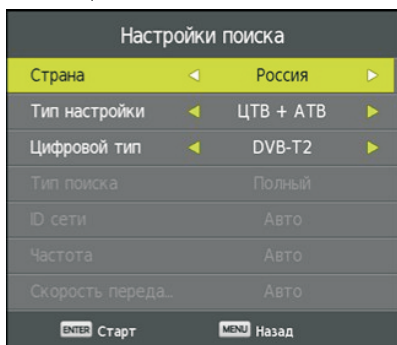 Настройки поиска
Страна Россия
Тип настройки ЦТВ + АТВ
Цифровой тип DVB-T2
Тип поиска Полный
ID сети Авто
Частота Авто
Скорость переда... Авто
ENTER Старт MENU Назад